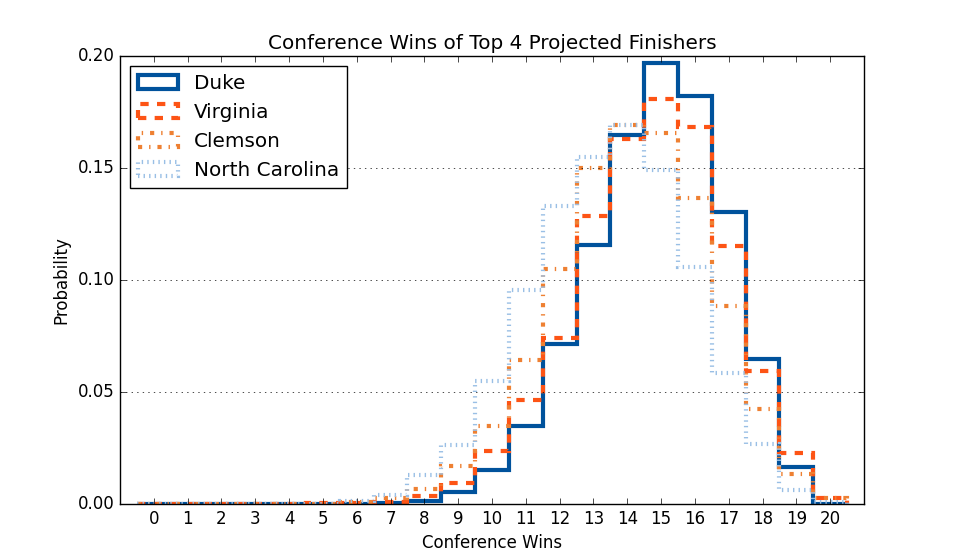 Conference Wins of Top 4 Projected Finishers
Duke
Virginia
Clemson
North Carolina
0.20
0.15
0.10
0.05
0.00
Probability
0 1 2 3 4 5 6 7 8 9 10 11 12 13 14 15 16 17 18 19 20
Conference Wins